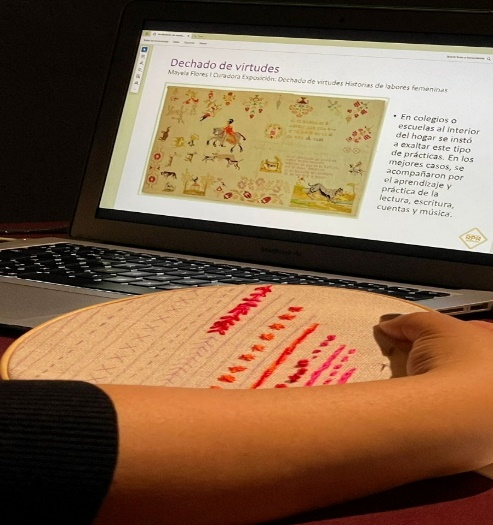 Dechado de virtudes
Mayela Flores I Curadora Exposición: Dechado de virtudes Historias de labores femeninas
• En colegios o
escuelas al interior
del hogar se instó
a exaltar este tipo
de prácticas. En los
mejores casos, se
acompañaron por
el aprendizaje y
práctica de la
lectura, escritura,
cuentas y música.